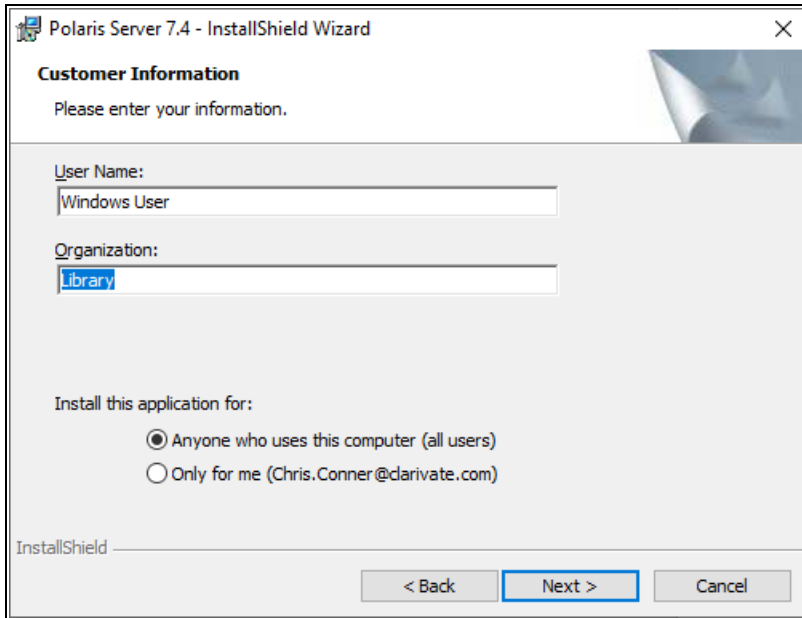 Polaris Server 7.4 - InstallShield Wizard
Customer Information
Please enter your information.
User Name:
Windows User
Organization:
Library
Install this application for:
Anyone who uses this computer (all users)
Only for me (Chris.Conner@clarivate.com)
InstallShield
< Back Next > Cancel